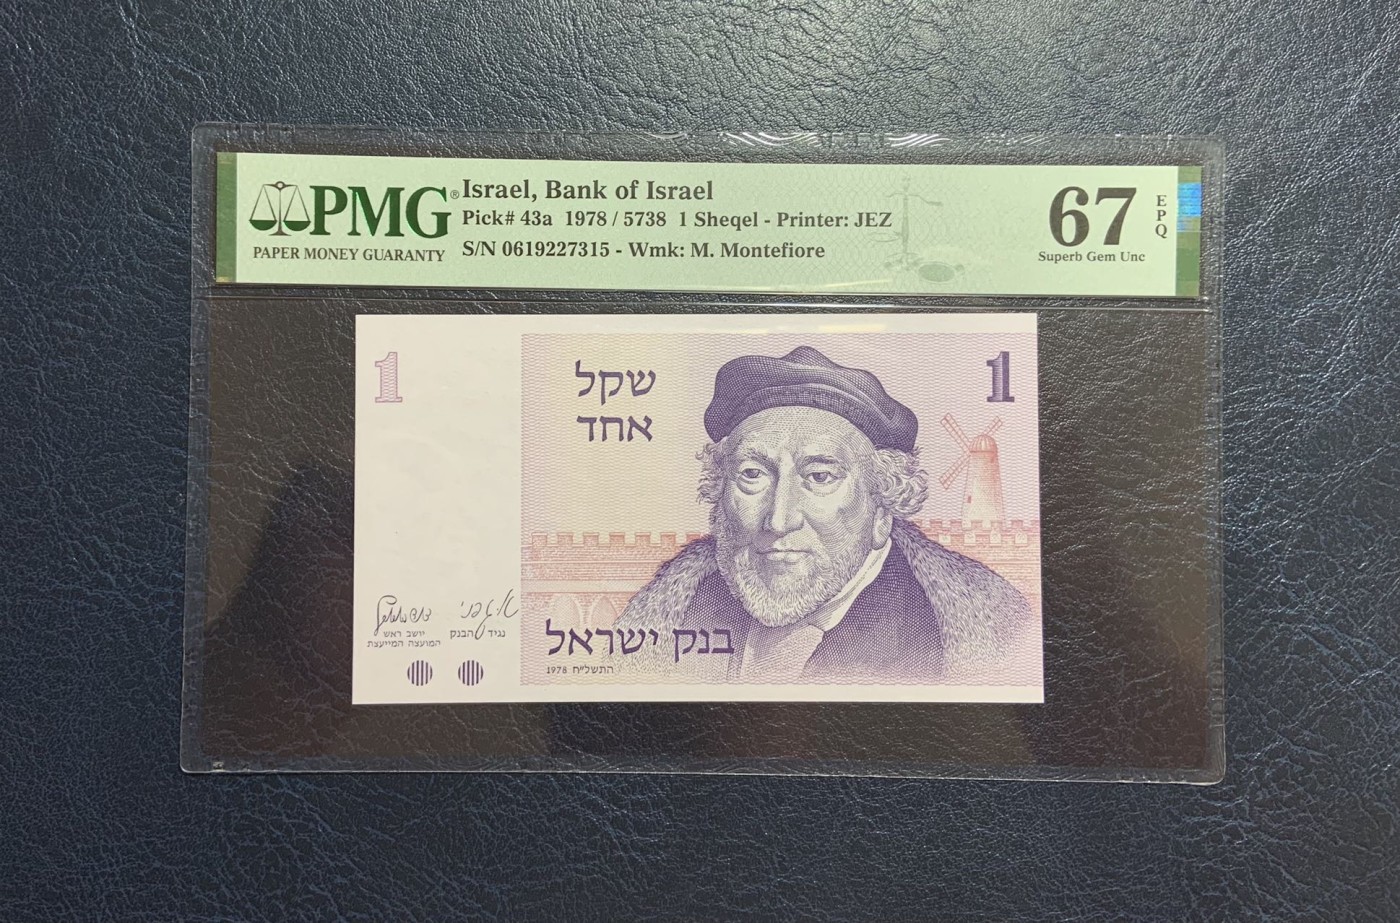 PMG®
PAPER MONEY GUARANTY
Israel, Bank of Israel
Pick# 43a 1978 / 5738 1 Sheqel - Printer: JEZ
S/N 0619227315 - Wmk: M. Montefiore
67
EPQ
Superb Gem Unc
1
שקל
אחד
1
יושב ראש
המועצה המייעצת
נגיד הבנק
בנק ישראל
1978 התשל״ח